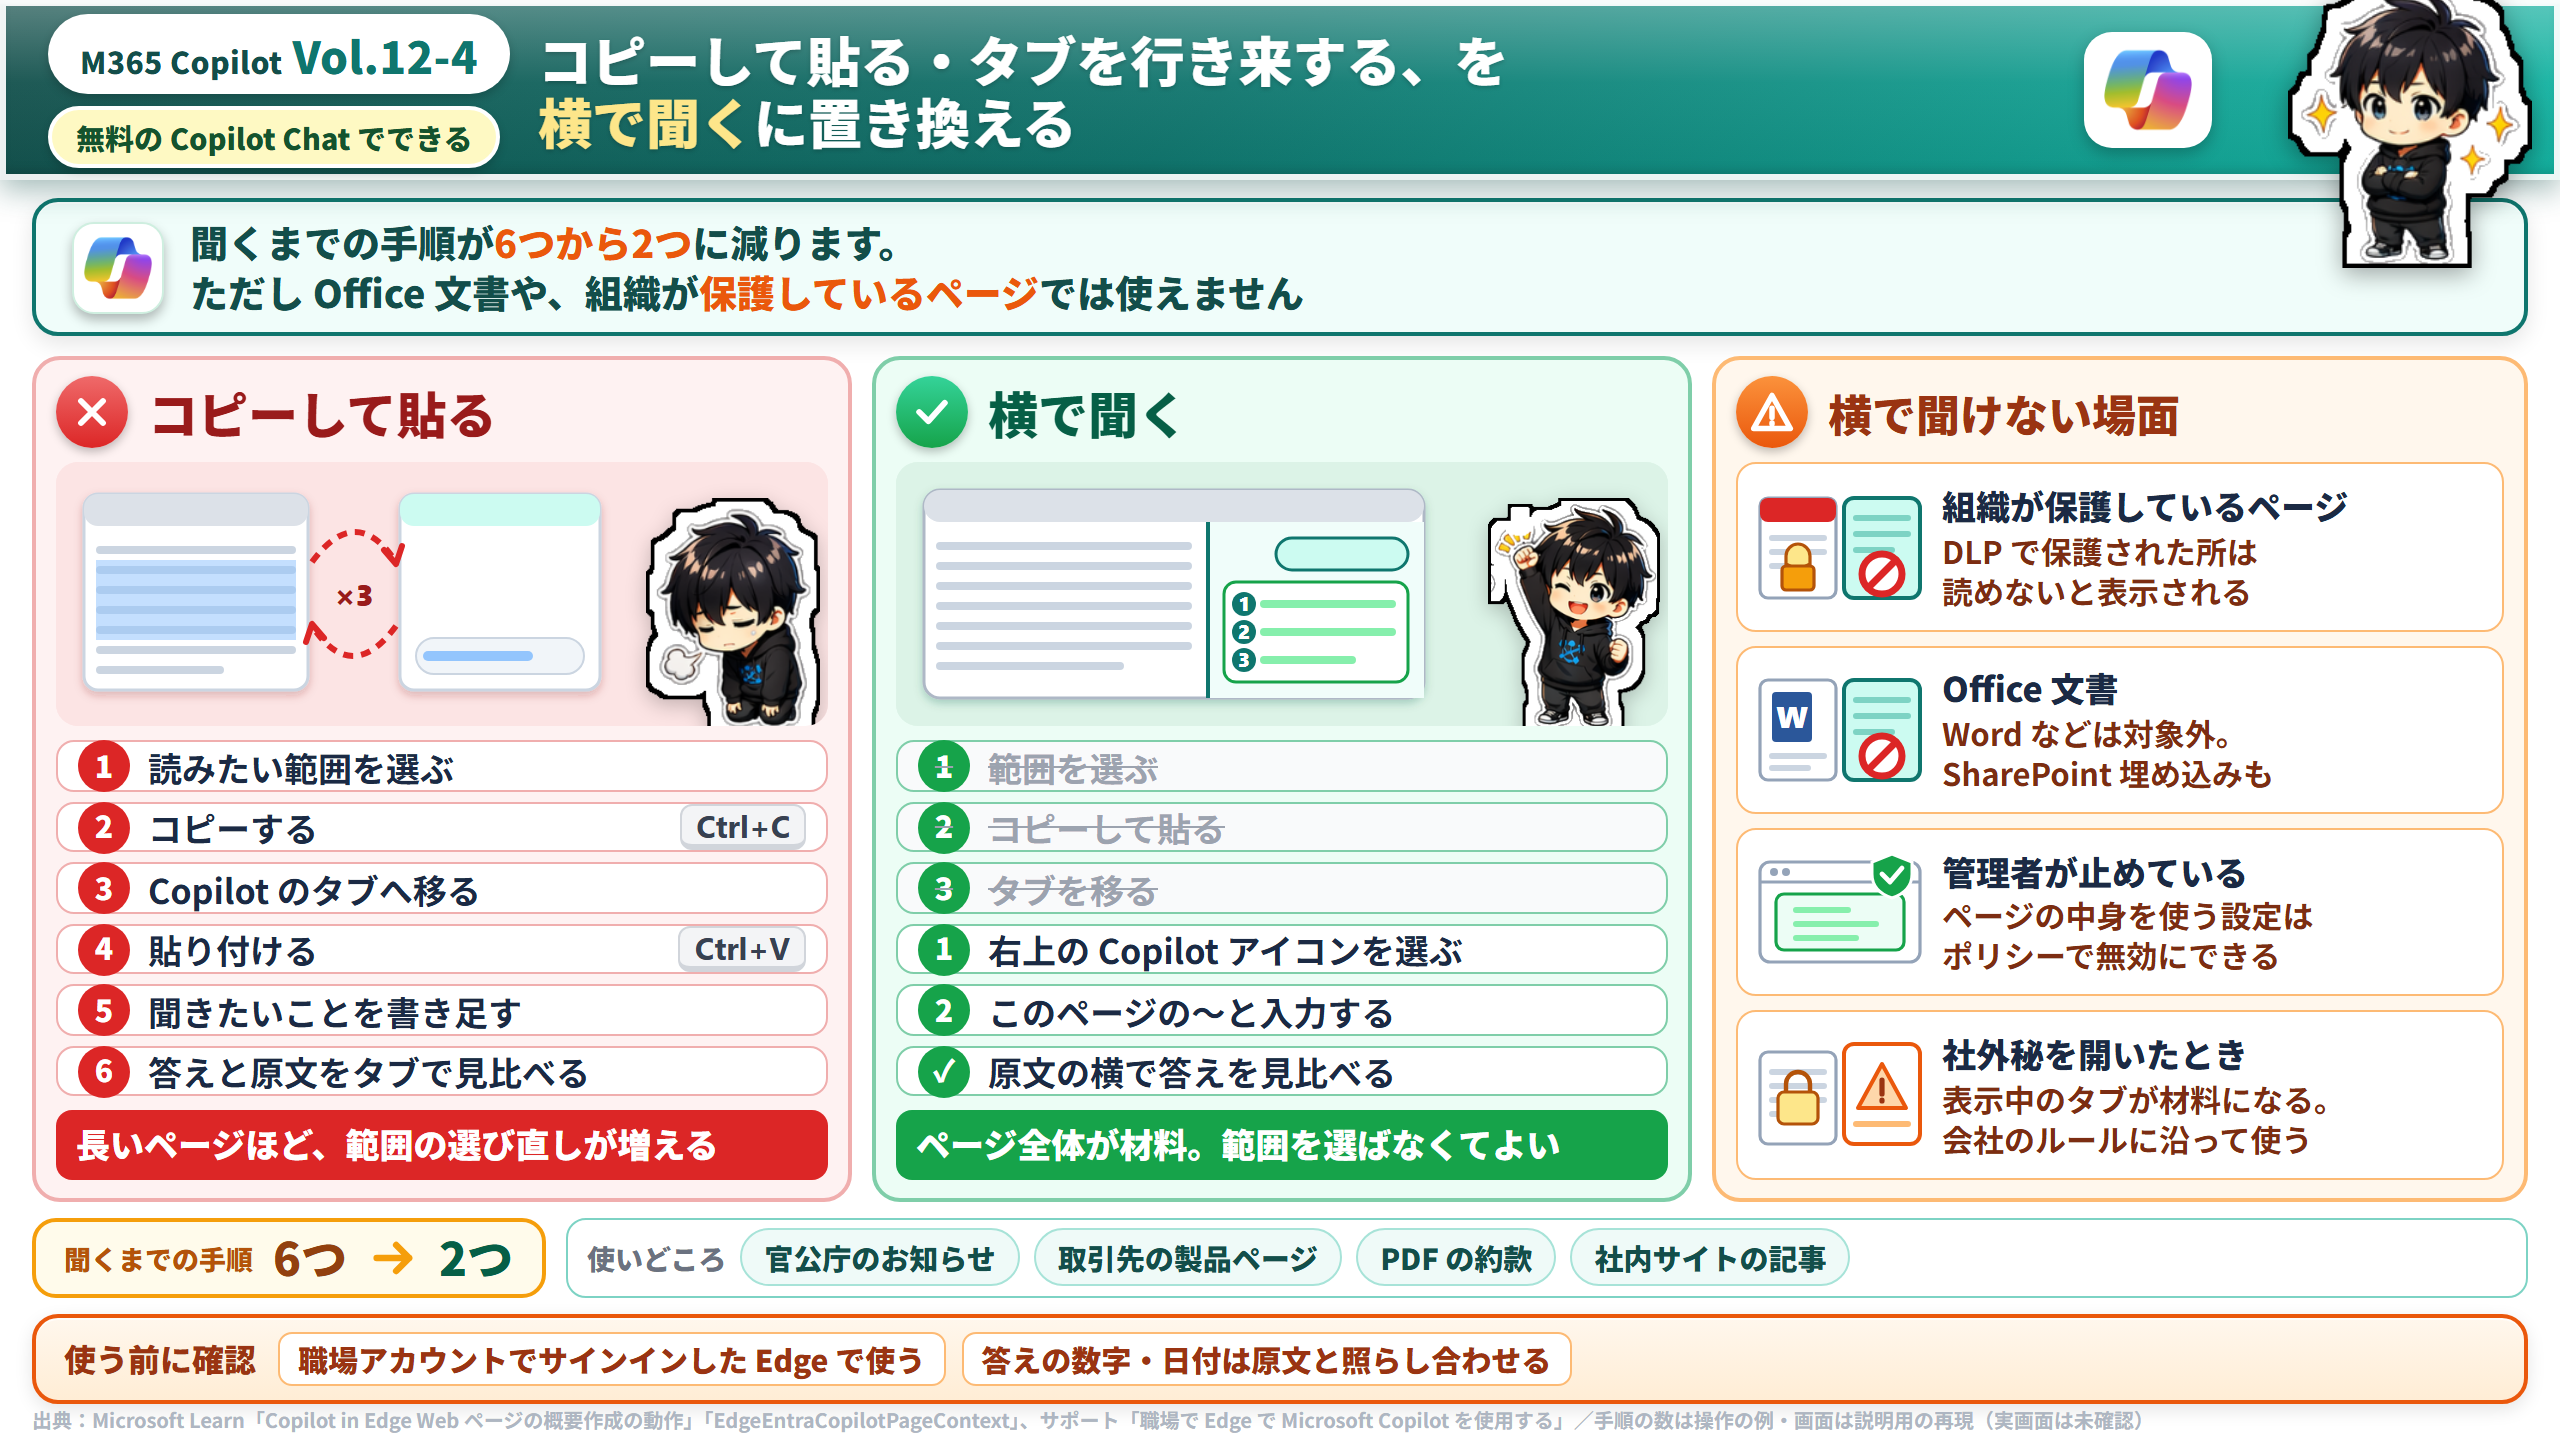 M365 Copilot Vol.12-4
無料の Copilot Chat でできる
コピーして貼る・タブを行き来する、を
横で聞くに置き換える
聞くまでの手順が6つから2つに減ります。
ただし Office 文書や、組織が保護しているページでは使えません
コピーして貼る
×3
1 読みたい範囲を選ぶ
2 コピーする Ctrl+C
3 Copilot のタブへ移る
4 貼り付ける Ctrl+V
5 聞きたいことを書き足す
6 答えと原文をタブで見比べる
長いページほど、範囲の選び直しが増える
横で聞く
1
2
3
1 範囲を選ぶ
2 コピーして貼る
3 タブを移る
1 右上の Copilot アイコンを選ぶ
2 このページの～と入力する
✓ 原文の横で答えを見比べる
ページ全体が材料。範囲を選ばなくてよい
横で聞けない場面
組織が保護しているページ
DLP で保護された所は
読めないと表示される
W
Office 文書
Word などは対象外。
SharePoint 埋め込みも
管理者が止めている
ページの中身を使う設定は
ポリシーで無効にできる
社外秘を開いたとき
表示中のタブが材料になる。
会社のルールに沿って使う
聞くまでの手順 6つ → 2つ
使いどころ 官公庁のお知らせ 取引先の製品ページ PDF の約款 社内サイトの記事
使う前に確認 職場アカウントでサインインした Edge で使う 答えの数字・日付は原文と照らし合わせる
出典：Microsoft Learn「Copilot in Edge Web ページの概要作成の動作」「EdgeEntraCopilotPageContext」、サポート「職場で Edge で Microsoft Copilot を使用する」／手順の数は操作の例・画面は説明用の再現（実画面は未確認）